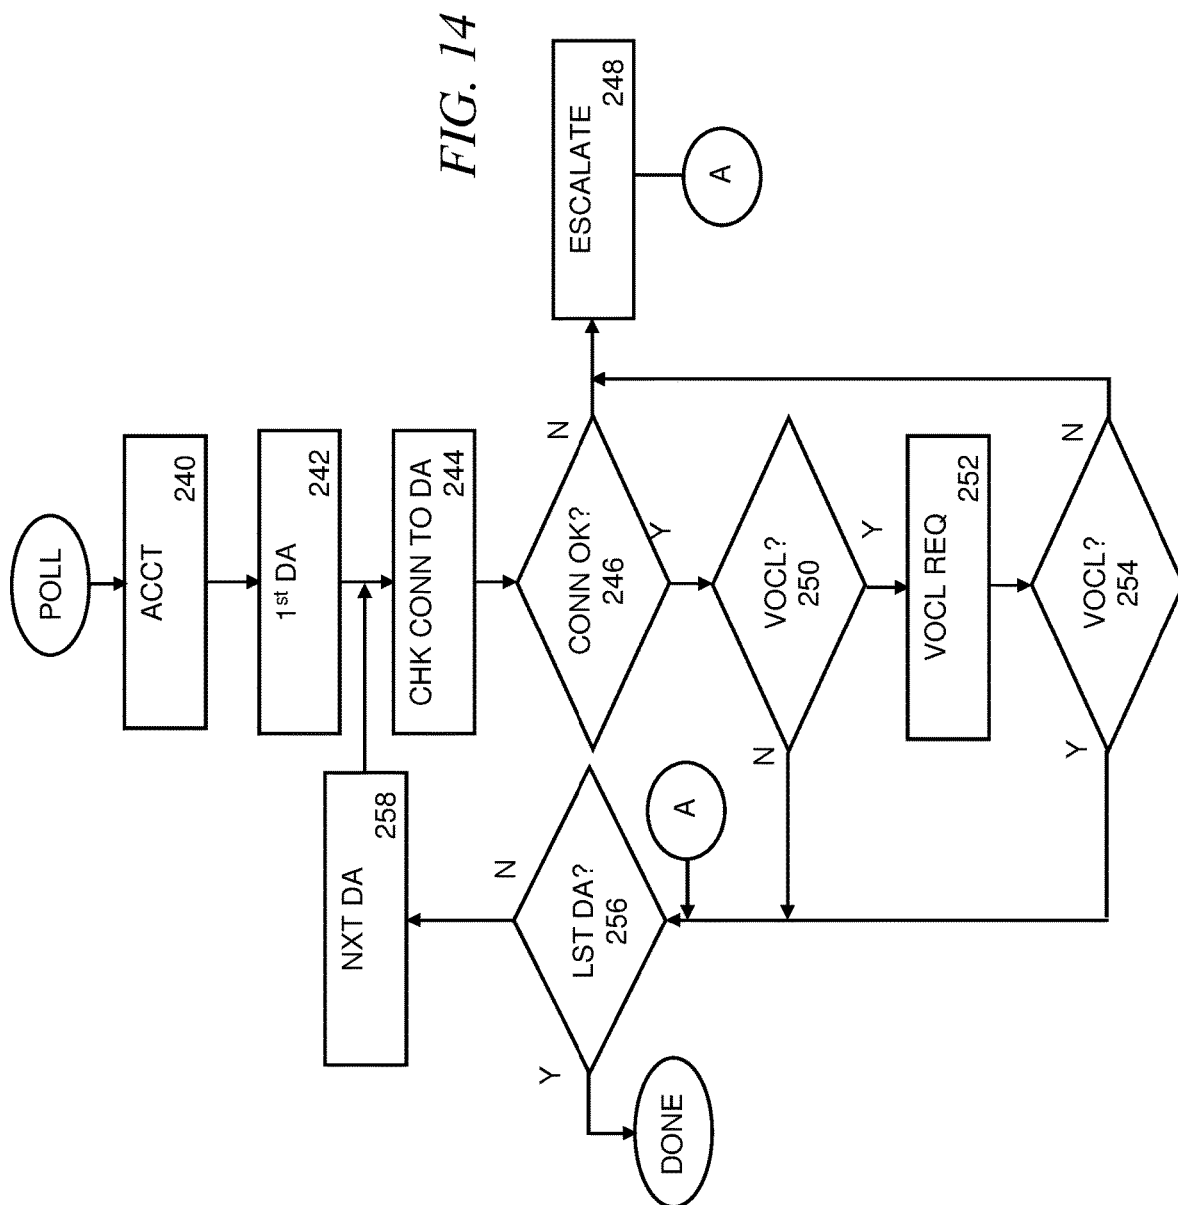 FIG. 14
POLL
ACCT
240
1st DA
242
CHK CONN TO DA
244
CONN OK?
246
N
Y
ESCALATE
248
A
VOCL?
250
N
Y
VOCL REQ
252
VOCL?
254
N
Y
A
LST DA?
256
N
Y
NXT DA
258
DONE